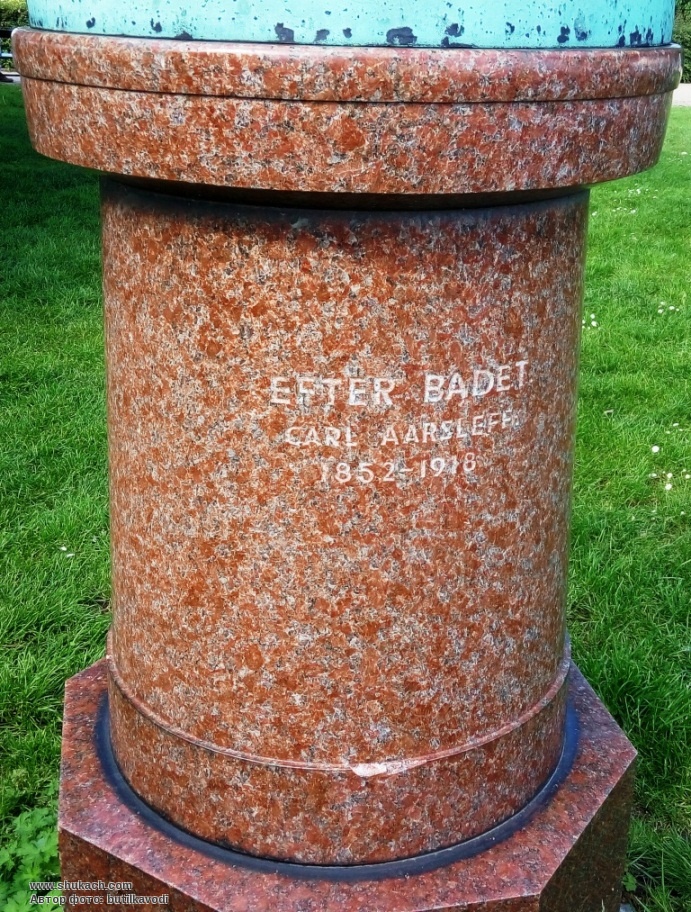 EFTER BADET
CARL AARSLEFF
1852-1918
www.shukach.com
Автор фото: butilkavodi